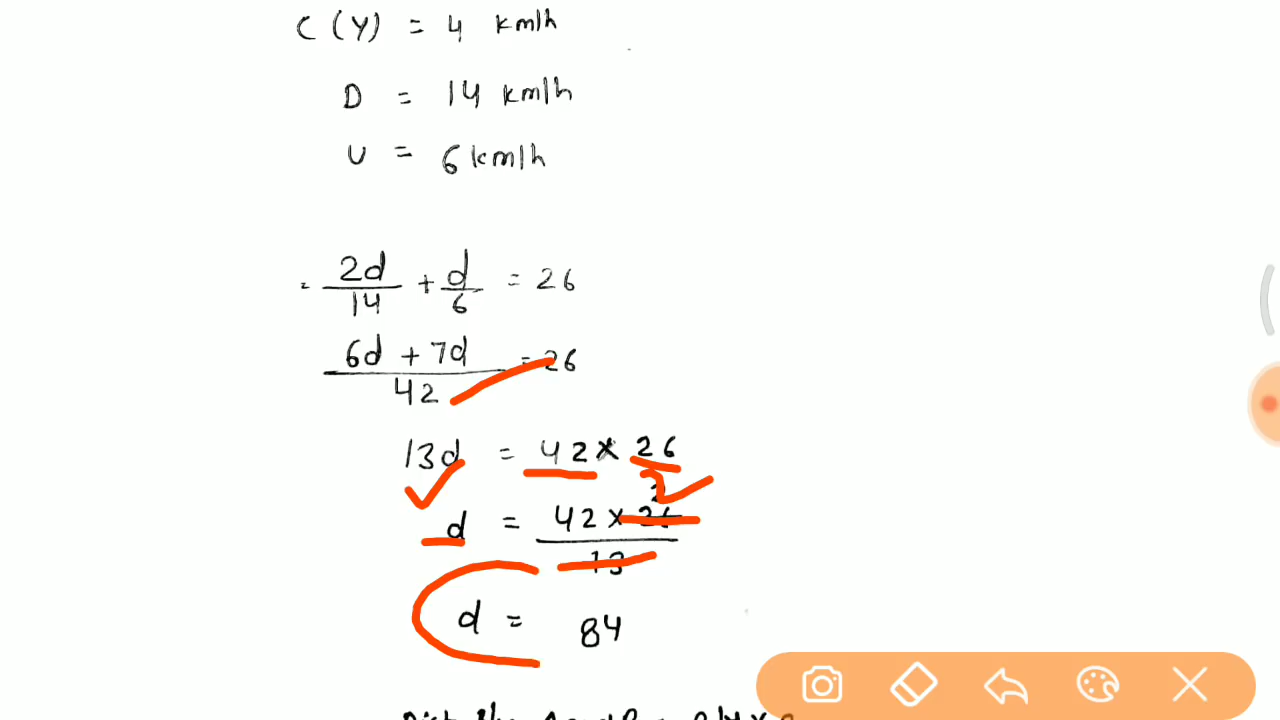 C (Y) = 4 km/h
D = 14 km/h
U = 6 km/h
= 2d/14 + d/6 = 26
6d + 7d / 42 = 26
13d = 42 × 26
2
d = 42 × 26 / 13
d = 84